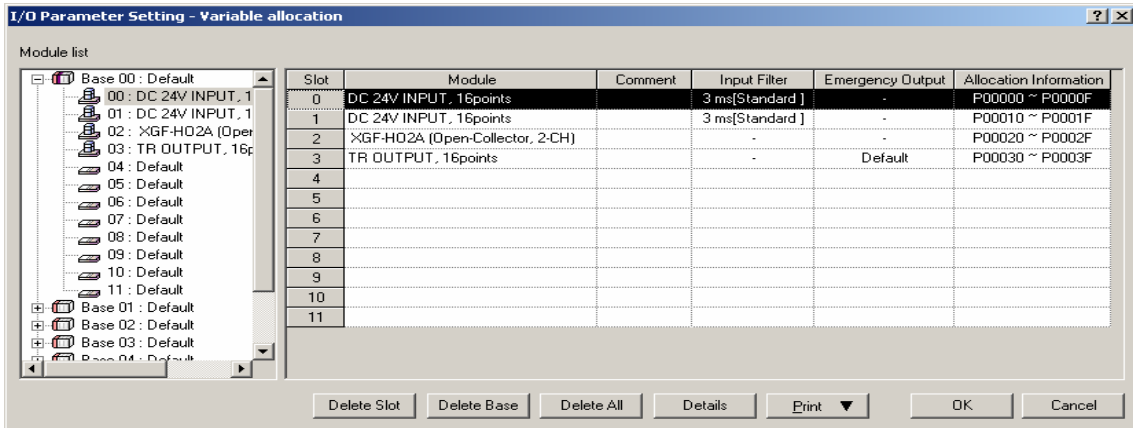 I/O Parameter Setting - Variable allocation
Module list
Base 00 : Default
00 : DC 24V INPUT, 1
01 : DC 24V INPUT, 1
02 : XGF-HO2A (Oper
03 : TR OUTPUT, 16p
04 : Default
05 : Default
06 : Default
07 : Default
08 : Default
09 : Default
10 : Default
11 : Default
Base 01 : Default
Base 02 : Default
Base 03 : Default
Base 04 : Default
Slot Module Comment Input Filter Emergency Output Allocation Information
0 DC 24V INPUT, 16points 3 ms[Standard ] - P00000 ~ P0000F
1 DC 24V INPUT, 16points 3 ms[Standard ] - P00010 ~ P0001F
2 XGF-HO2A (Open-Collector, 2-CH) - - P00020 ~ P0002F
3 TR OUTPUT, 16points - Default P00030 ~ P0003F
4
5
6
7
8
9
10
11
Delete Slot Delete Base Delete All Details Print ▼ OK Cancel